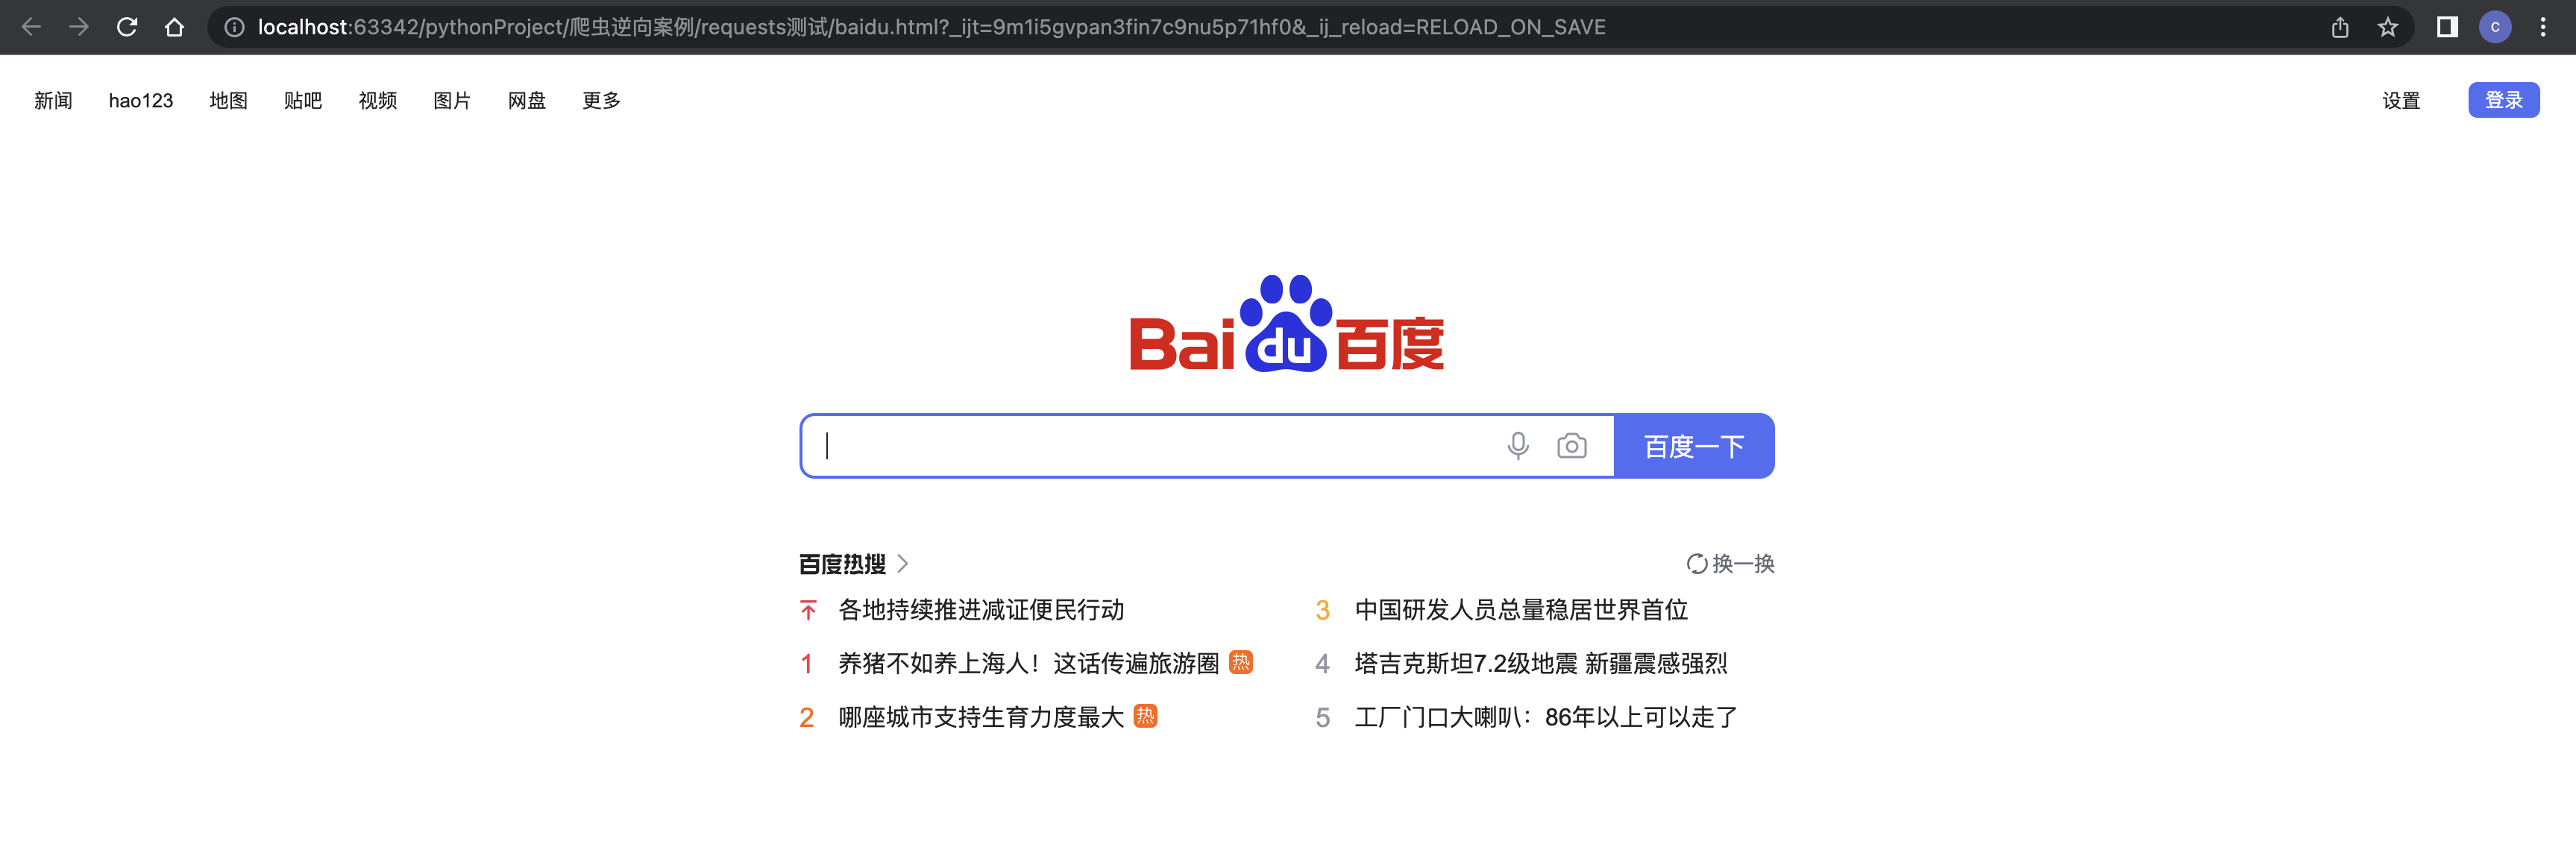 localhost:63342/pythonProject/爬虫逆向案例/requests测试/baidu.html?_ijt=9m1i5gvpan3fin7c9nu5p71hf0&_ij_reload=RELOAD_ON_SAVE
C
新闻 hao123 地图 贴吧 视频 图片 网盘 更多 设置 登录
Baidu百度
百度一下
百度热搜 换一换
各地持续推进减证便民行动
1 养猪不如养上海人！这话传遍旅游圈 热
2 哪座城市支持生育力度最大 热
3 中国研发人员总量稳居世界首位
4 塔吉克斯坦7.2级地震 新疆震感强烈
5 工厂门口大喇叭：86年以上可以走了